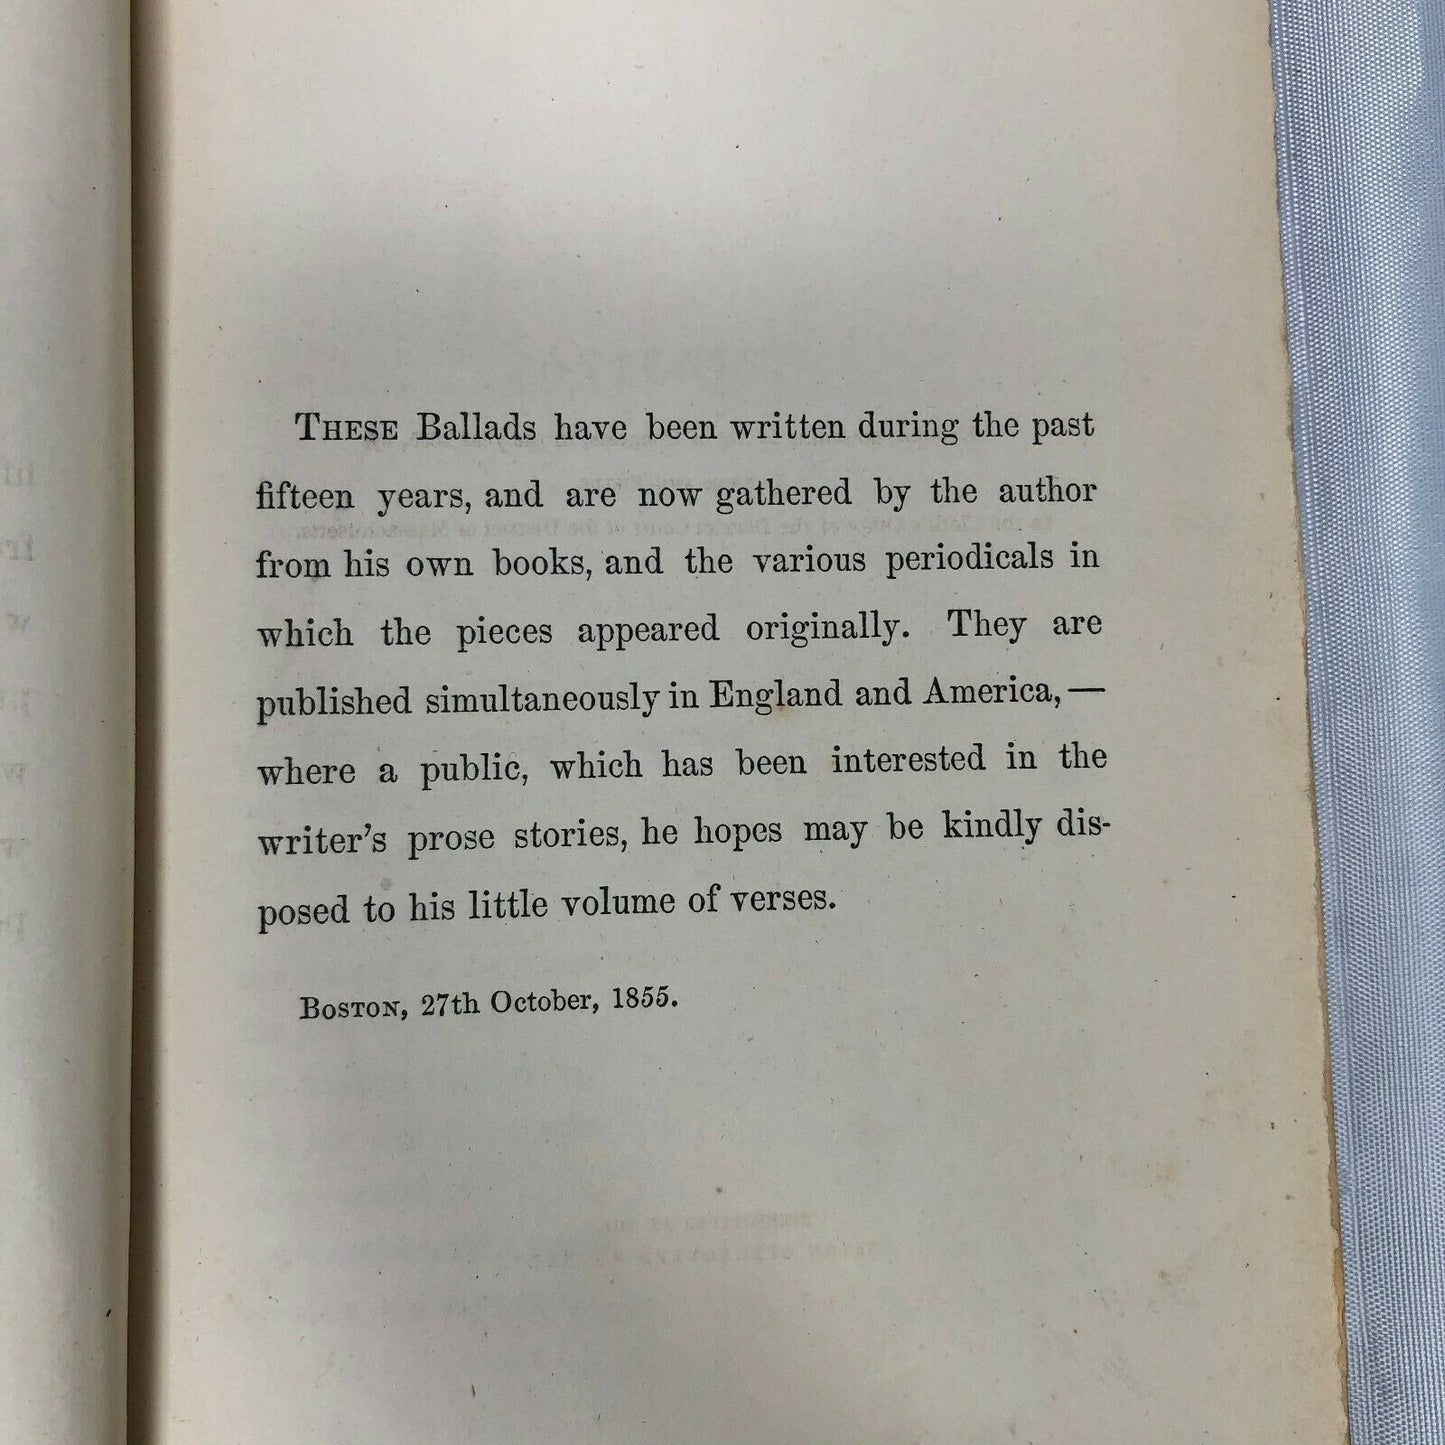 THESE Ballads have been written during the past
fifteen years, and are now gathered by the author
from his own books, and the various periodicals in
which the pieces appeared originally. They are
published simultaneously in England and America,—
where a public, which has been interested in the
writer's prose stories, he hopes may be kindly dis-
posed to his little volume of verses.
BOSTON, 27th October, 1855.